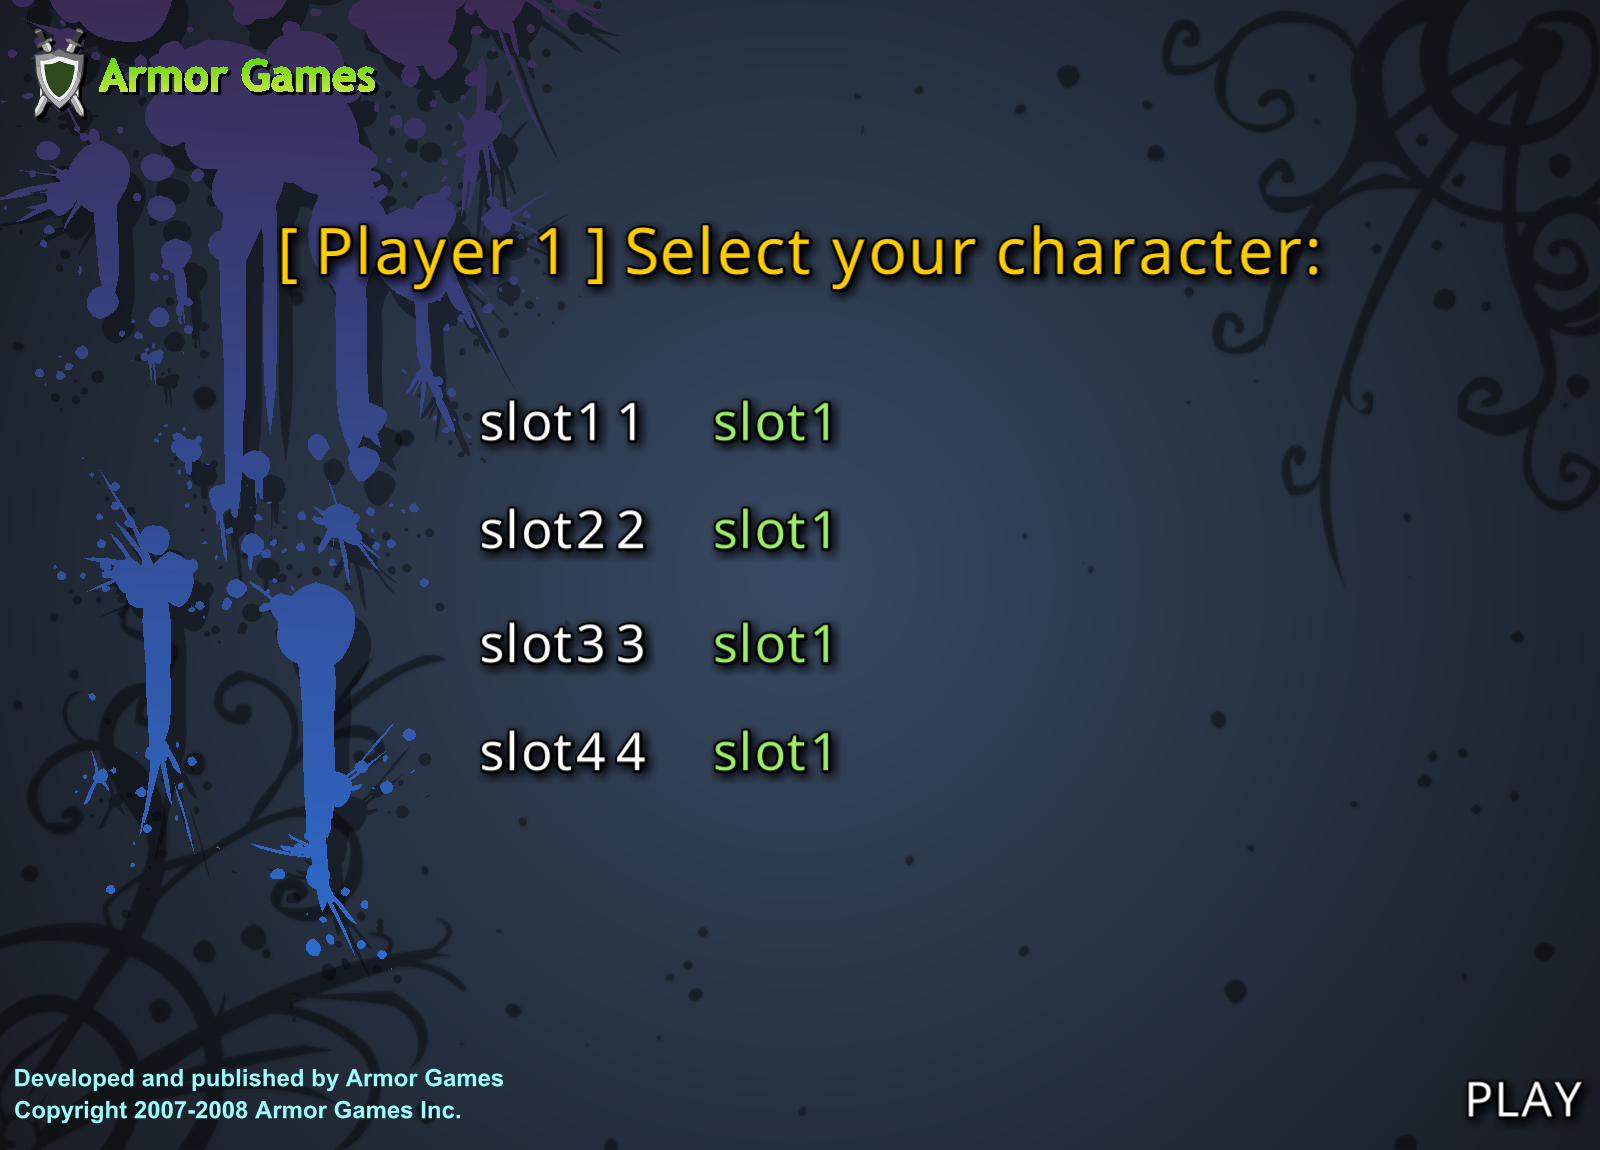 Armor Games
[ Player 1 ] Select your character:
slot1 1 slot1
slot2 2 slot1
slot3 3 slot1
slot4 4 slot1
Developed and published by Armor Games
Copyright 2007-2008 Armor Games Inc.
PLAY